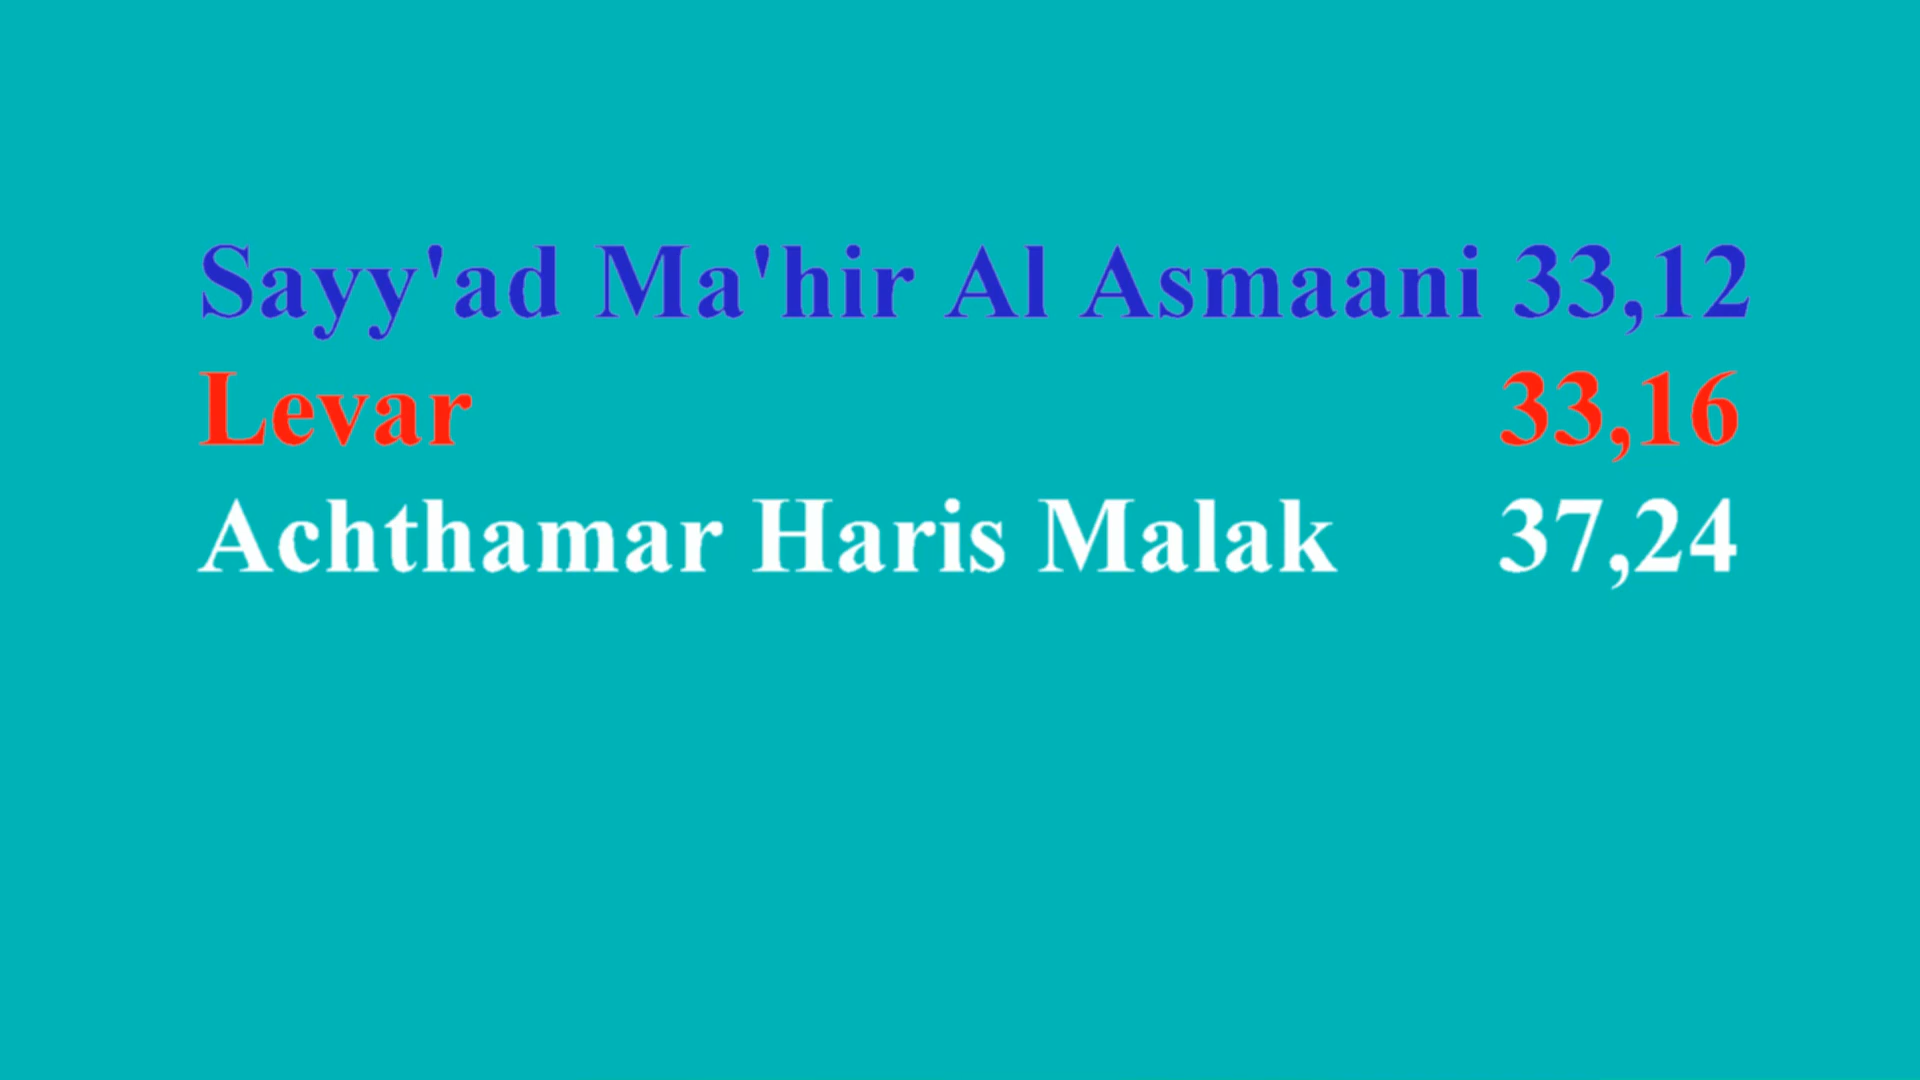 Sayy'ad Ma'hir Al Asmaani 33,12
Levar 33,16
Achthamar Haris Malak 37,24